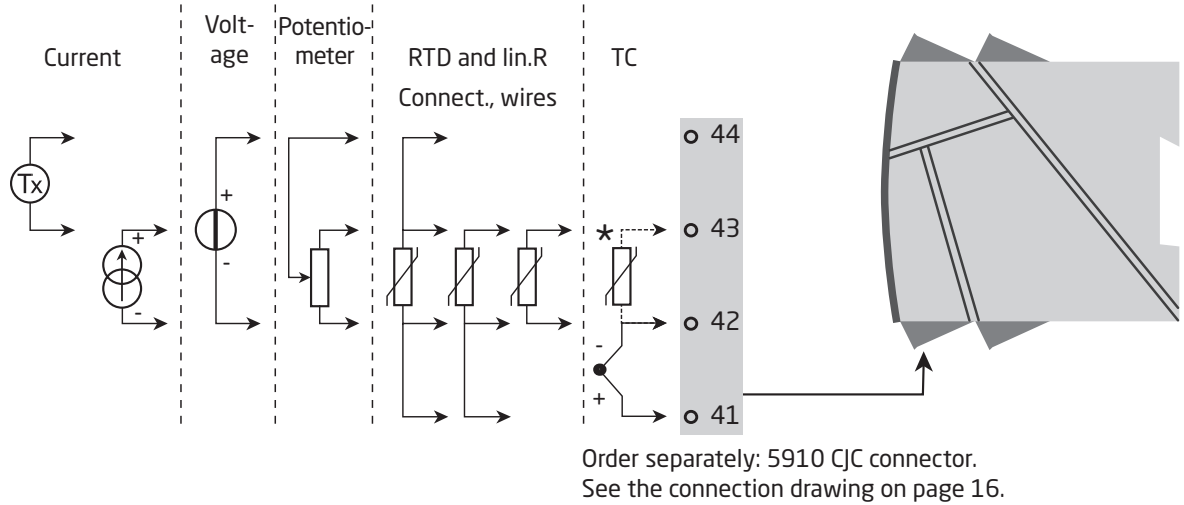 Current
Volt-
age
Potentio-
meter
RTD and lin.R
Connect., wires
TC
Tx
+
-
+
-
*
-
+
44
43
42
41
Order separately: 5910 CJC connector.
See the connection drawing on page 16.